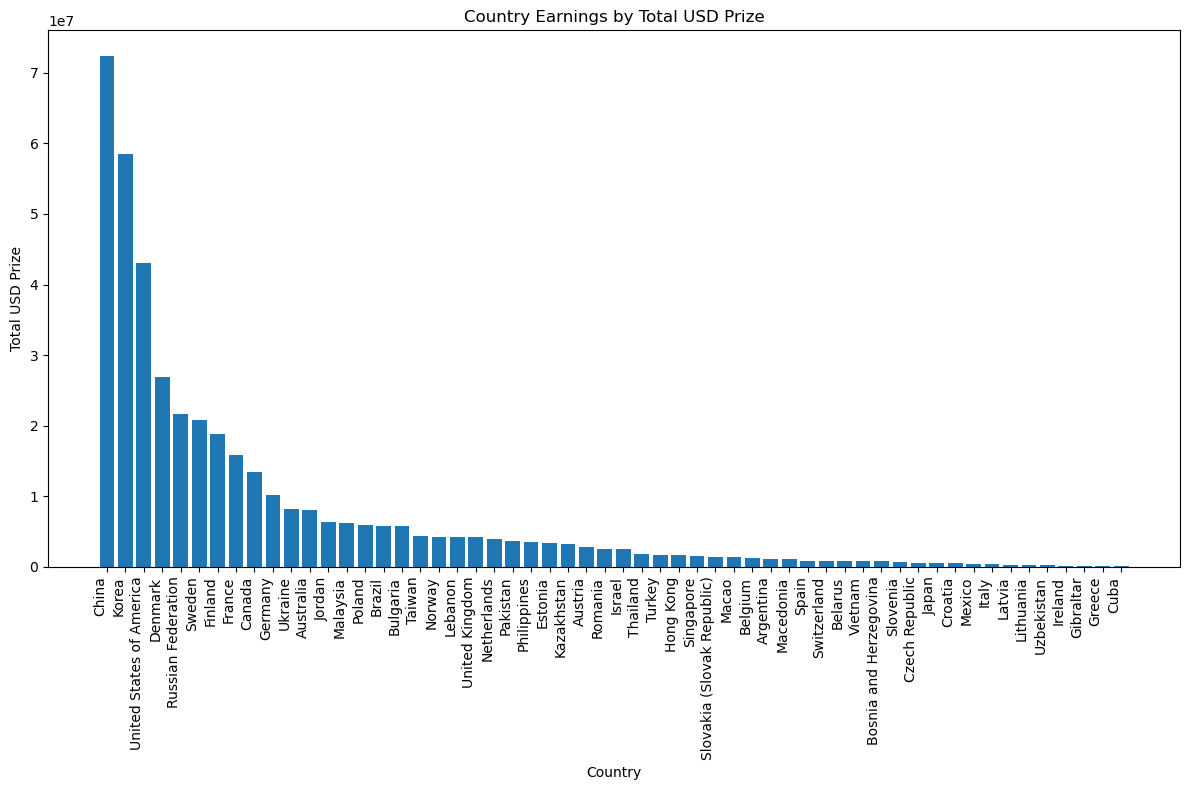 Country Earnings by Total USD Prize
1e7
7
6
5
4
3
2
1
0
Total USD Prize
China
Korea
United States of America
Denmark
Russian Federation
Sweden
Finland
France
Canada
Germany
Ukraine
Australia
Jordan
Malaysia
Poland
Brazil
Bulgaria
Taiwan
Norway
Lebanon
United Kingdom
Netherlands
Pakistan
Philippines
Estonia
Kazakhstan
Austria
Romania
Israel
Thailand
Turkey
Hong Kong
Singapore
Slovakia (Slovak Republic)
Macao
Belgium
Argentina
Macedonia
Spain
Switzerland
Belarus
Vietnam
Bosnia and Herzegovina
Slovenia
Czech Republic
Japan
Croatia
Mexico
Italy
Latvia
Lithuania
Uzbekistan
Ireland
Gibraltar
Greece
Cuba
Country